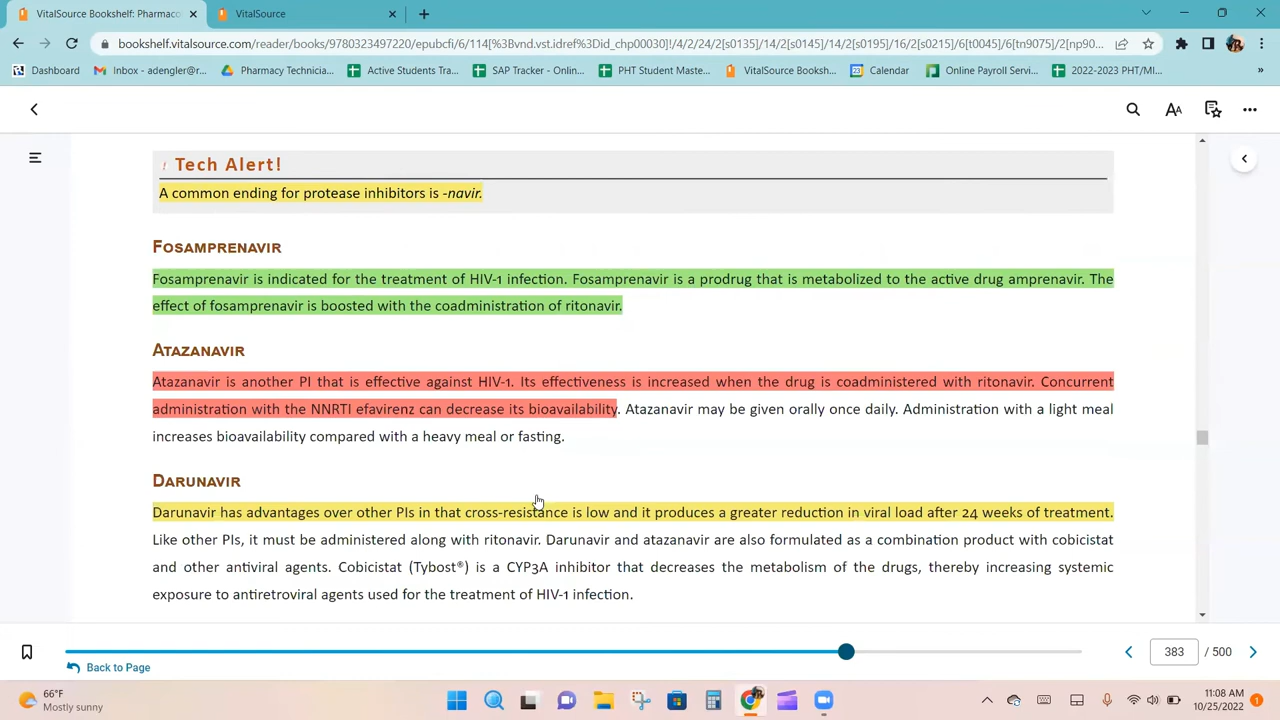 VitalSource Bookshelf: Pharmaco
VitalSource
bookshelf.vitalsource.com/reader/books/9780323497220/epubcfi/6/114[%3Bvnd.vst.idref%3Did_chp00030]!/4/2/24/2[s0135]/14/2[s0145]/14/2[s0195]/16/2[s0215]/6[t0045]/6[tn9075]/2[np90...
Dashboard
Inbox - adengler@r...
Pharmacy Technicia...
Active Students Tra...
SAP Tracker - Onlin...
PHT Student Maste...
VitalSource Booksh...
Calendar
Online Payroll Servi...
2022-2023 PHT/MI...
! Tech Alert!
A common ending for protease inhibitors is -navir.
FOSAMPRENAVIR
Fosamprenavir is indicated for the treatment of HIV-1 infection. Fosamprenavir is a prodrug that is metabolized to the active drug amprenavir. The
effect of fosamprenavir is boosted with the coadministration of ritonavir.
ATAZANAVIR
Atazanavir is another PI that is effective against HIV-1. Its effectiveness is increased when the drug is coadministered with ritonavir. Concurrent
administration with the NNRTI efavirenz can decrease its bioavailability. Atazanavir may be given orally once daily. Administration with a light meal
increases bioavailability compared with a heavy meal or fasting.
DARUNAVIR
Darunavir has advantages over other PIs in that cross-resistance is low and it produces a greater reduction in viral load after 24 weeks of treatment.
Like other PIs, it must be administered along with ritonavir. Darunavir and atazanavir are also formulated as a combination product with cobicistat
and other antiviral agents. Cobicistat (Tybost®) is a CYP3A inhibitor that decreases the metabolism of the drugs, thereby increasing systemic
exposure to antiretroviral agents used for the treatment of HIV-1 infection.
383 / 500
Back to Page
66°F
Mostly sunny
11:08 AM
10/25/2022